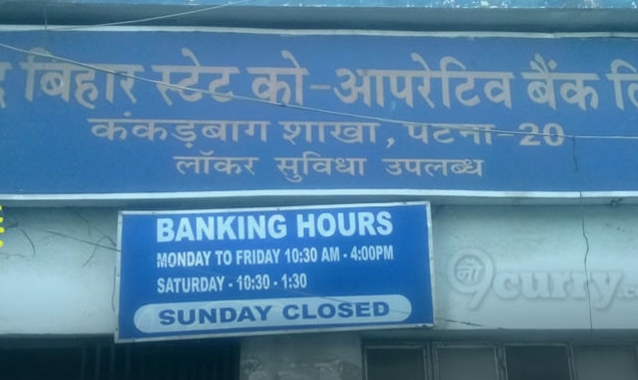 द बिहार स्टेट को-आपरेटिव बैंक लि
कंकड़बाग शाखा, पटना-20
लॉकर सुविधा उपलब्ध
BANKING HOURS
MONDAY TO FRIDAY 10:30 AM - 4:00PM
SATURDAY - 10:30 - 1:30
SUNDAY CLOSED
curry.